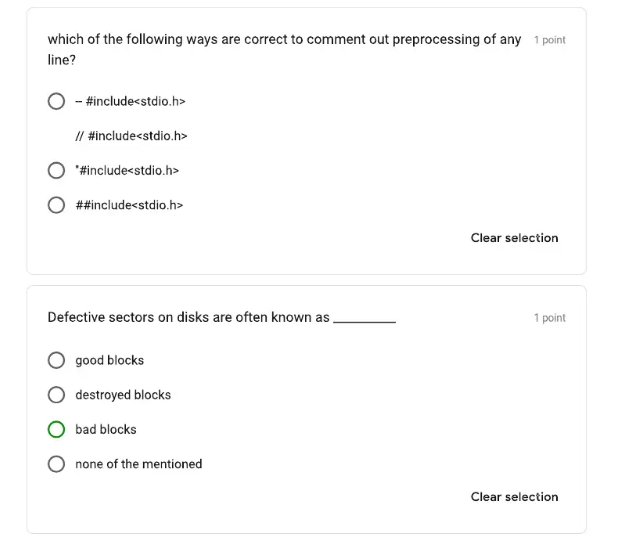 which of the following ways are correct to comment out preprocessing of any 1 point
line?
-- #include<stdio.h>
// #include<stdio.h>
"#include<stdio.h>
##include<stdio.h>
Clear selection
Defective sectors on disks are often known as __________ 1 point
good blocks
destroyed blocks
bad blocks
none of the mentioned
Clear selection